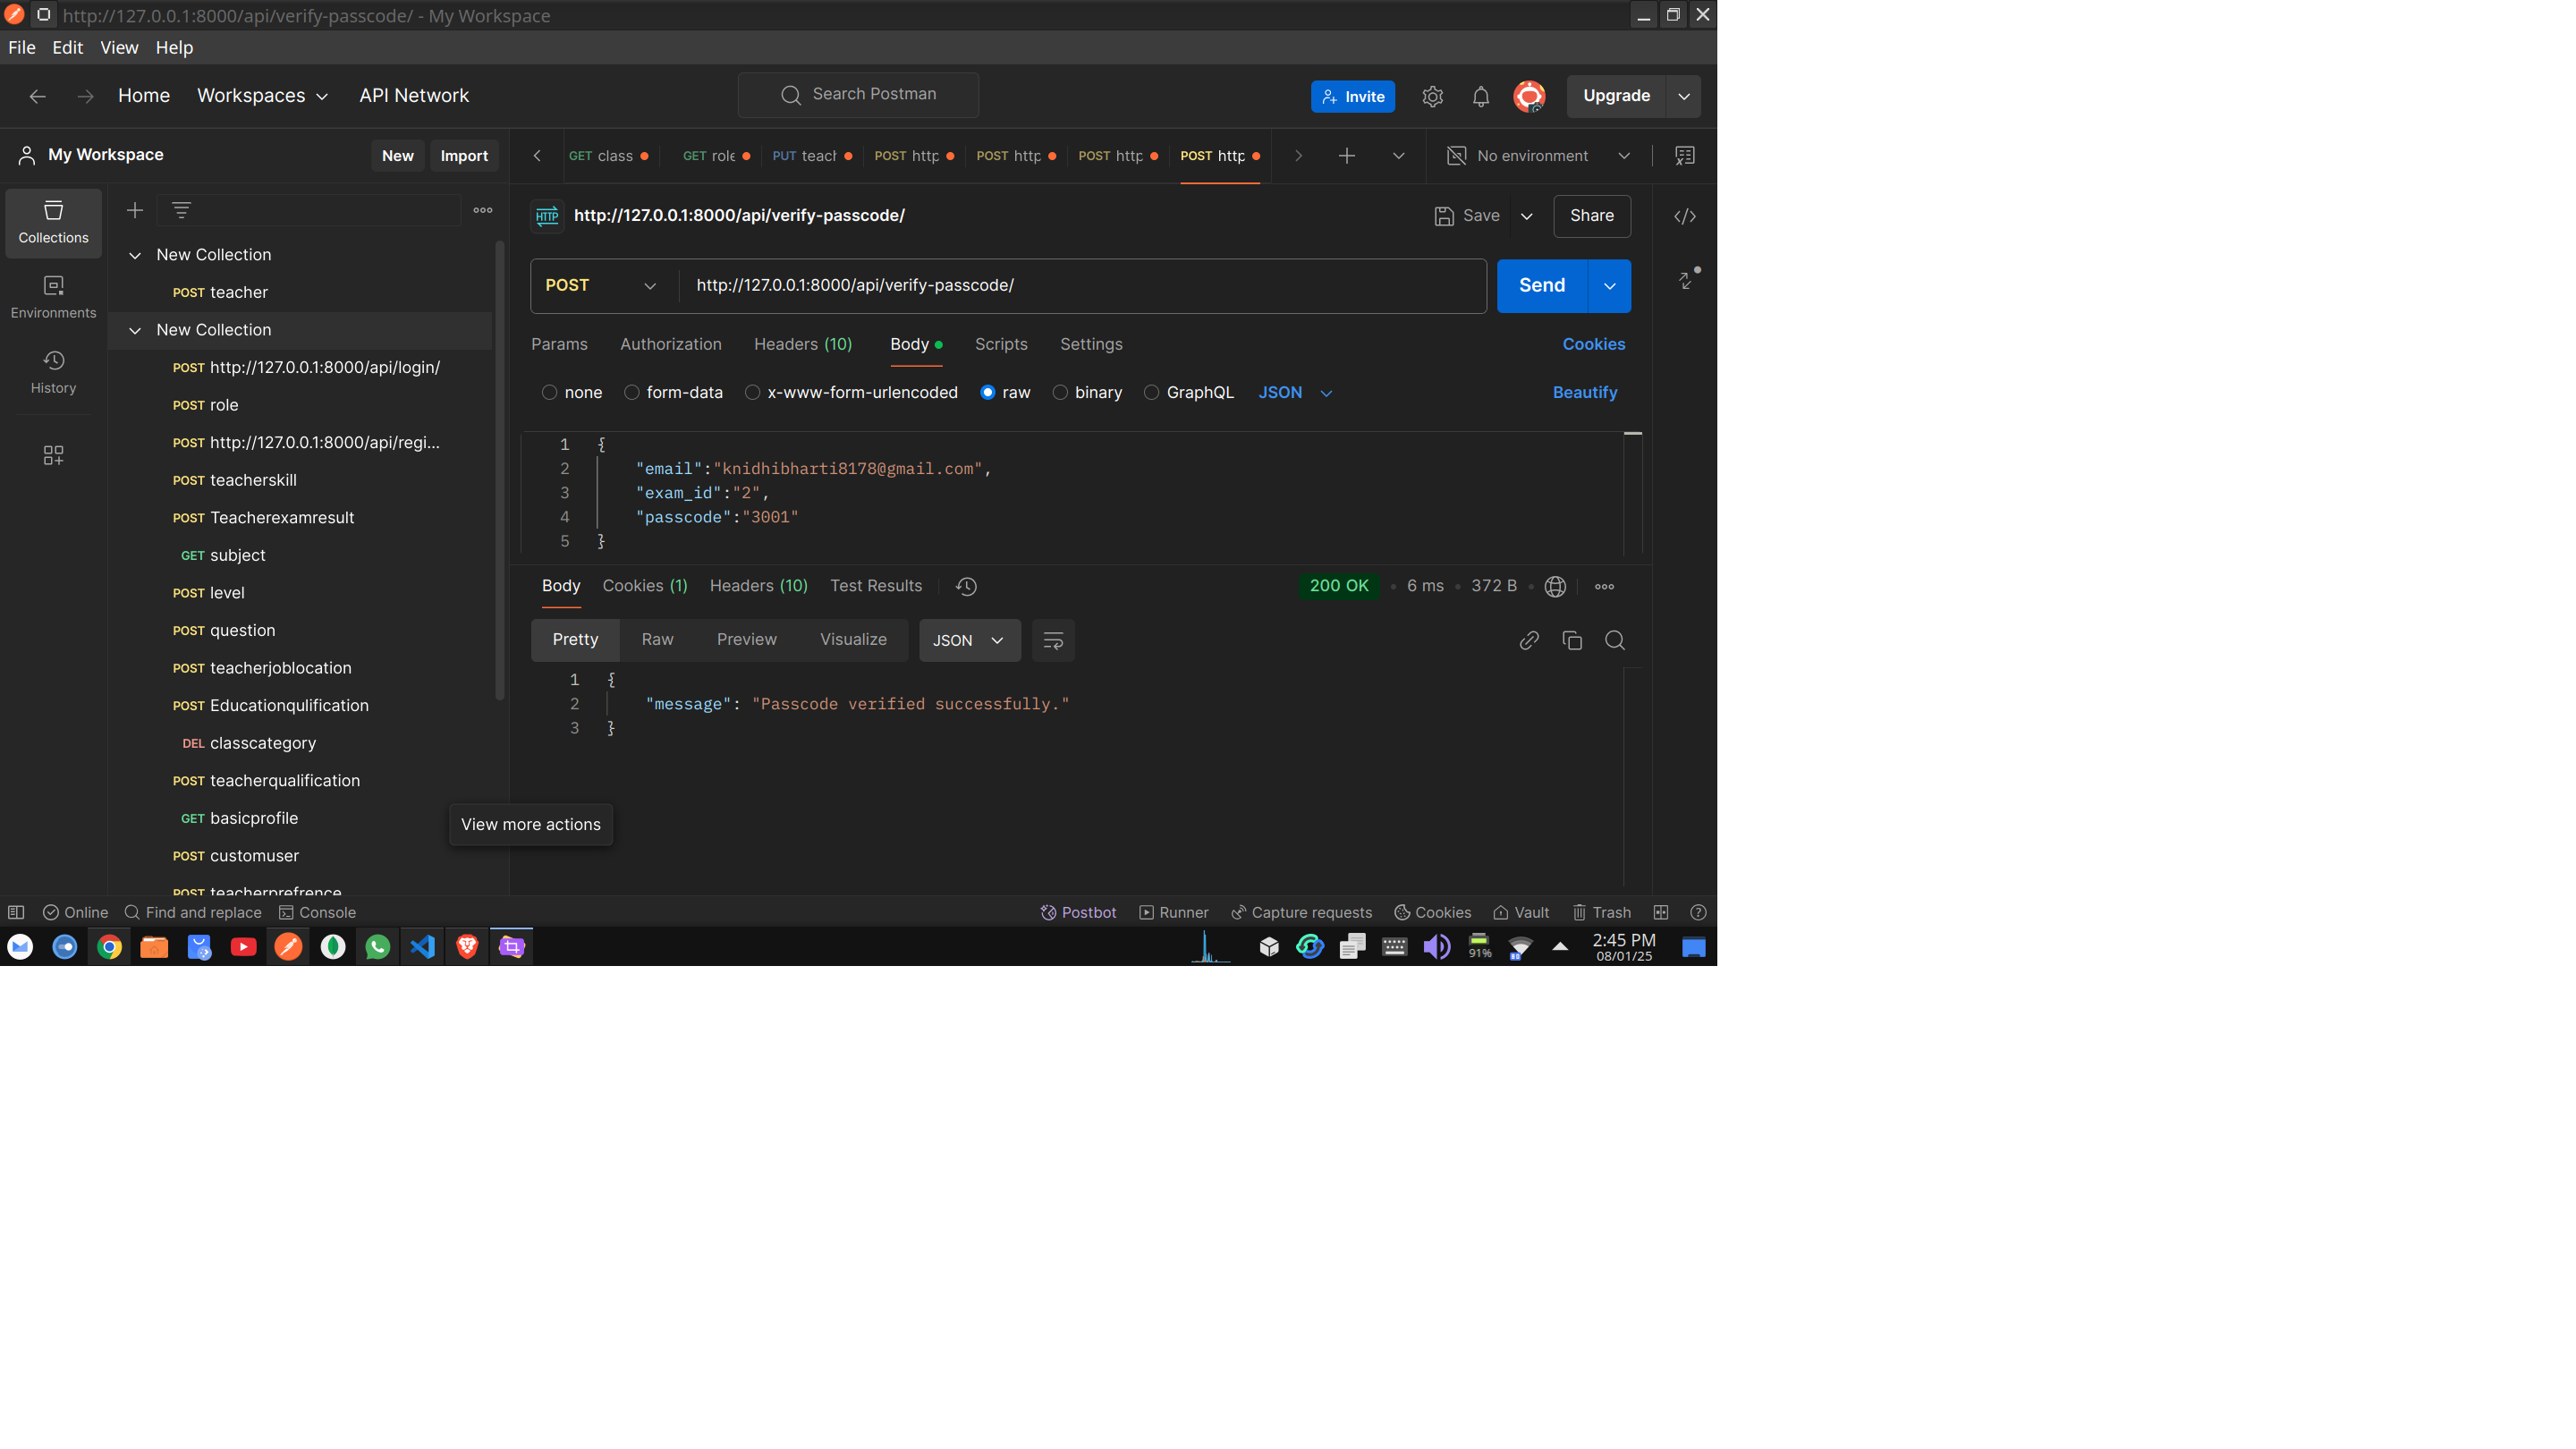 http://127.0.0.1:8000/api/verify-passcode/ - My Workspace
File Edit View Help
Home Workspaces API Network Search Postman Invite Upgrade
My Workspace New Import
GET class GET role PUT teach POST http POST http POST http POST http No environment
Collections
Environments
History
New Collection
POST teacher
New Collection
POST http://127.0.0.1:8000/api/login/
POST role
POST http://127.0.0.1:8000/api/regi...
POST teacherskill
POST Teacherexamresult
GET subject
POST level
POST question
POST teacherjoblocation
POST Educationqulification
DEL classcategory
POST teacherqualification
GET basicprofile
POST customuser
POST teacherprefrence
View more actions
HTTP http://127.0.0.1:8000/api/verify-passcode/ Save Share
POST http://127.0.0.1:8000/api/verify-passcode/ Send
Params Authorization Headers (10) Body Scripts Settings Cookies
none form-data x-www-form-urlencoded raw binary GraphQL JSON Beautify
1 {
2 "email":"knidhibharti8178@gmail.com",
3 "exam_id":"2",
4 "passcode":"3001"
5 }
Body Cookies (1) Headers (10) Test Results 200 OK 6 ms 372 B
Pretty Raw Preview Visualize JSON
1 {
2 "message": "Passcode verified successfully."
3 }
Online Find and replace Console Postbot Runner Capture requests Cookies Vault Trash
91% 2:45 PM
08/01/25